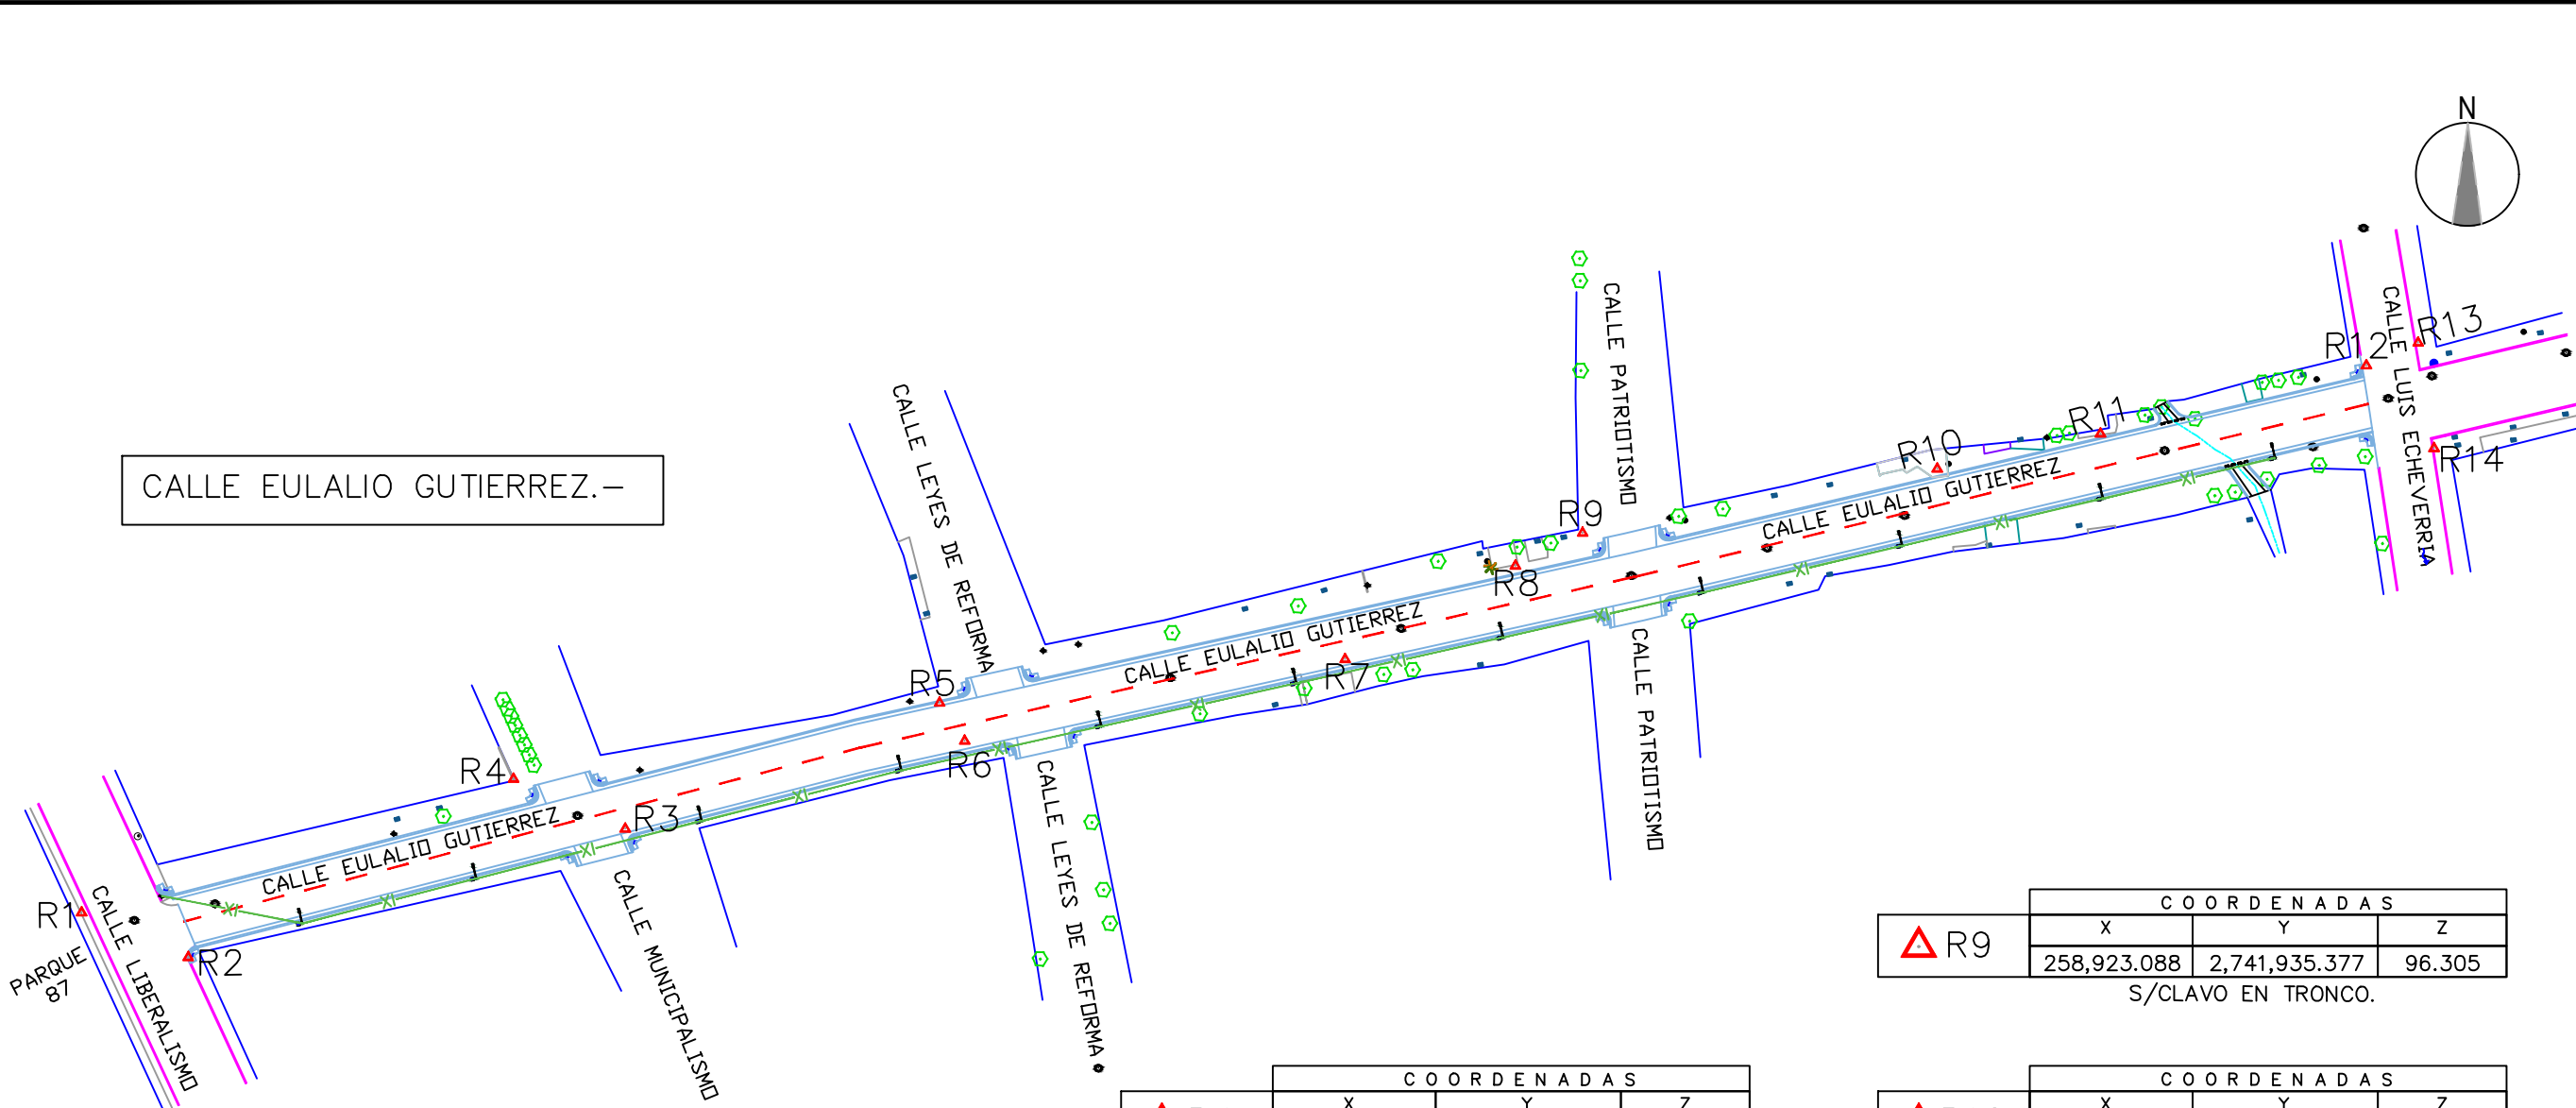 N
CALLE EULALIO GUTIERREZ.-
CALLE LEYES DE REFORMA
CALLE PATRIOTISMO
CALLE LUIS ECHEVERRIA
R13
R12
R14
R11
R10
CALLE EULALIO GUTIERREZ
R9
R8
CALLE EULALIO GUTIERREZ
R7
CALLE PATRIOTISMO
R5
R6
CALLE LEYES DE REFORMA
R4
R3
CALLE EULALIO GUTIERREZ
CALLE MUNICIPALISMO
R1
CALLE LIBERALISMO
R2
PARQUE
87
COORDENADAS
X Y Z
R9 258,923.088 2,741,935.377 96.305
S/CLAVO EN TRONCO.
COORDENADAS
X Y Z
COORDENADAS
X Y Z